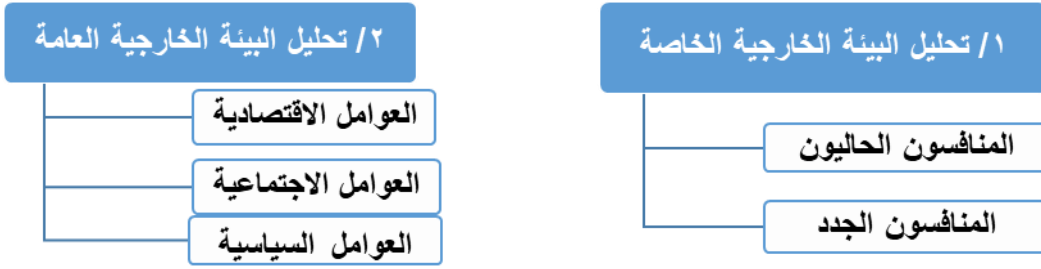 ١/ تحليل البيئة الخارجية الخاصة
المنافسون الحاليون
المنافسون الجدد
٢/ تحليل البيئة الخارجية العامة
العوامل الاقتصادية
العوامل الاجتماعية
العوامل السياسية